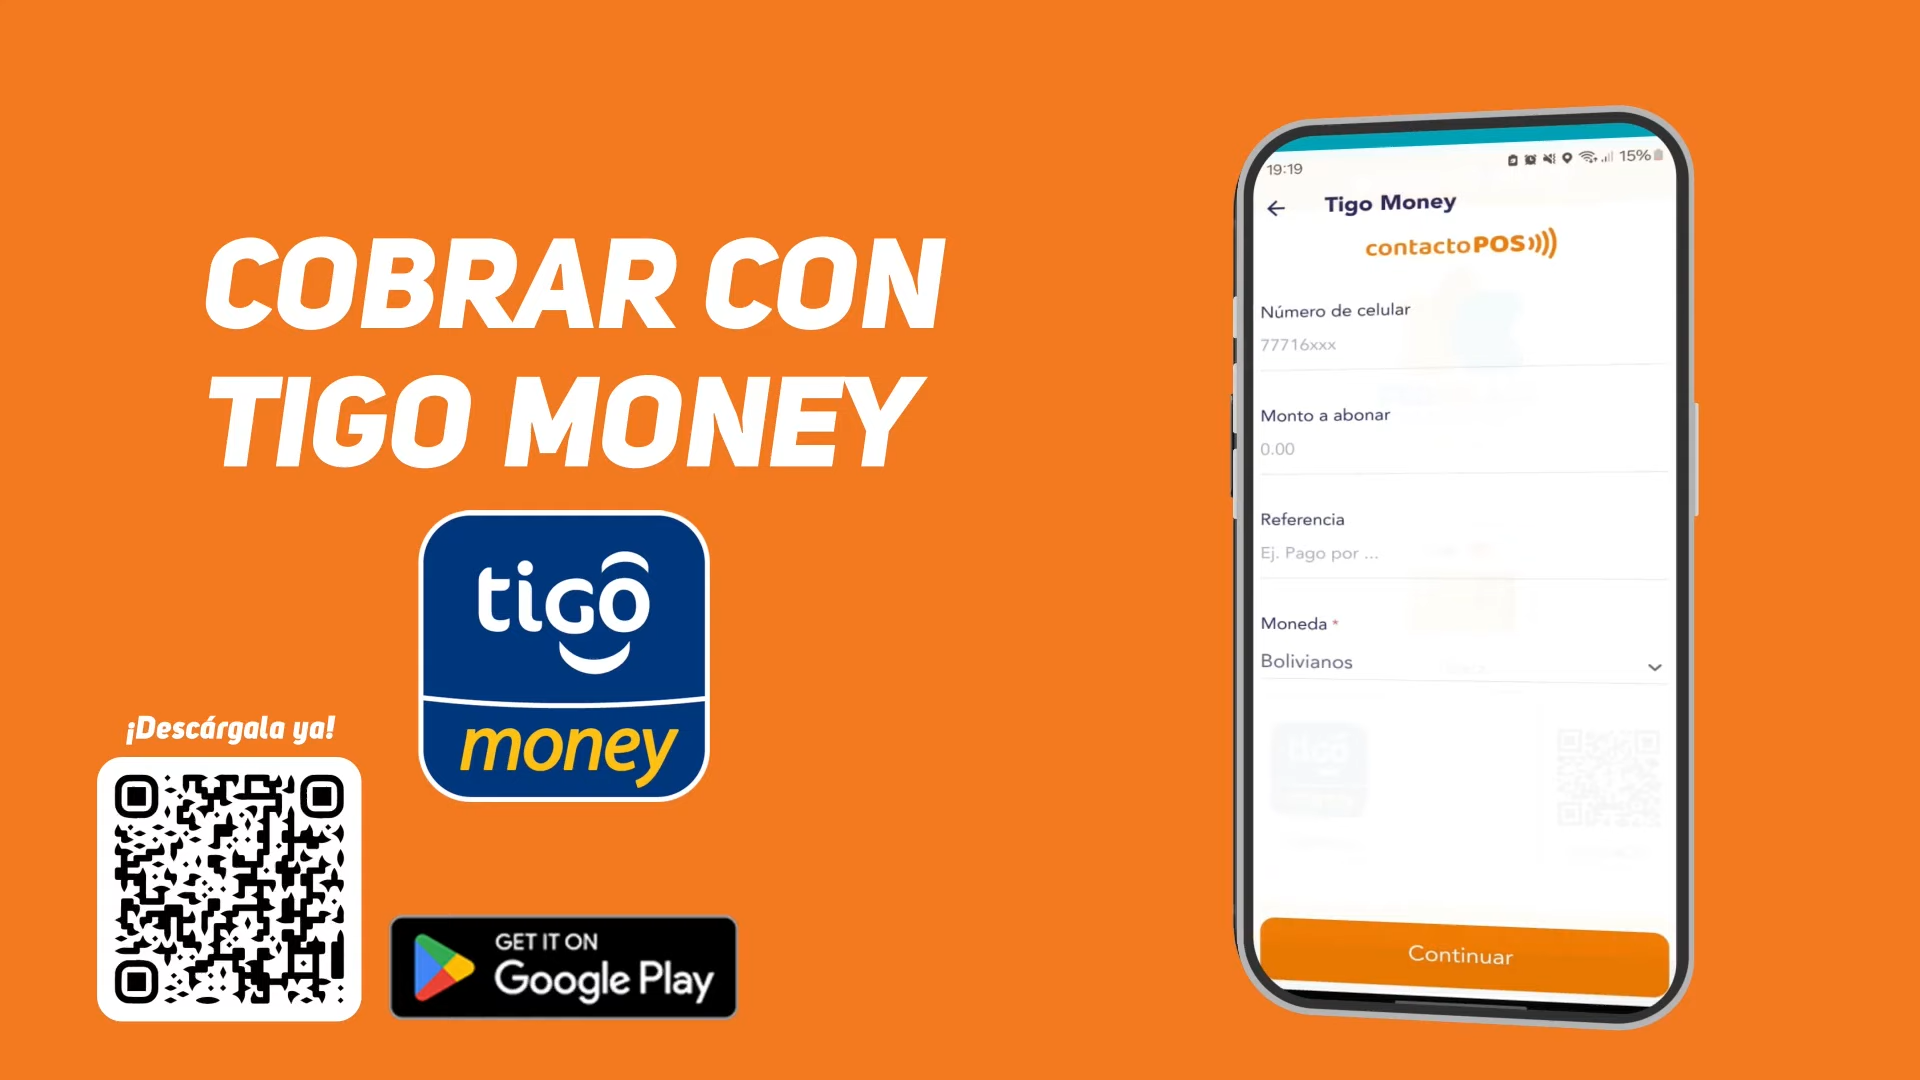 COBRAR CON
TIGO MONEY
tigo
money
¡Descárgala ya!
GET IT ON
Google Play
19:19
15%
Tigo Money
contactoPOS
Número de celular
77716xxx
Monto a abonar
0.00
Referencia
Ej. Pago por ...
Moneda *
Bolivianos
Continuar